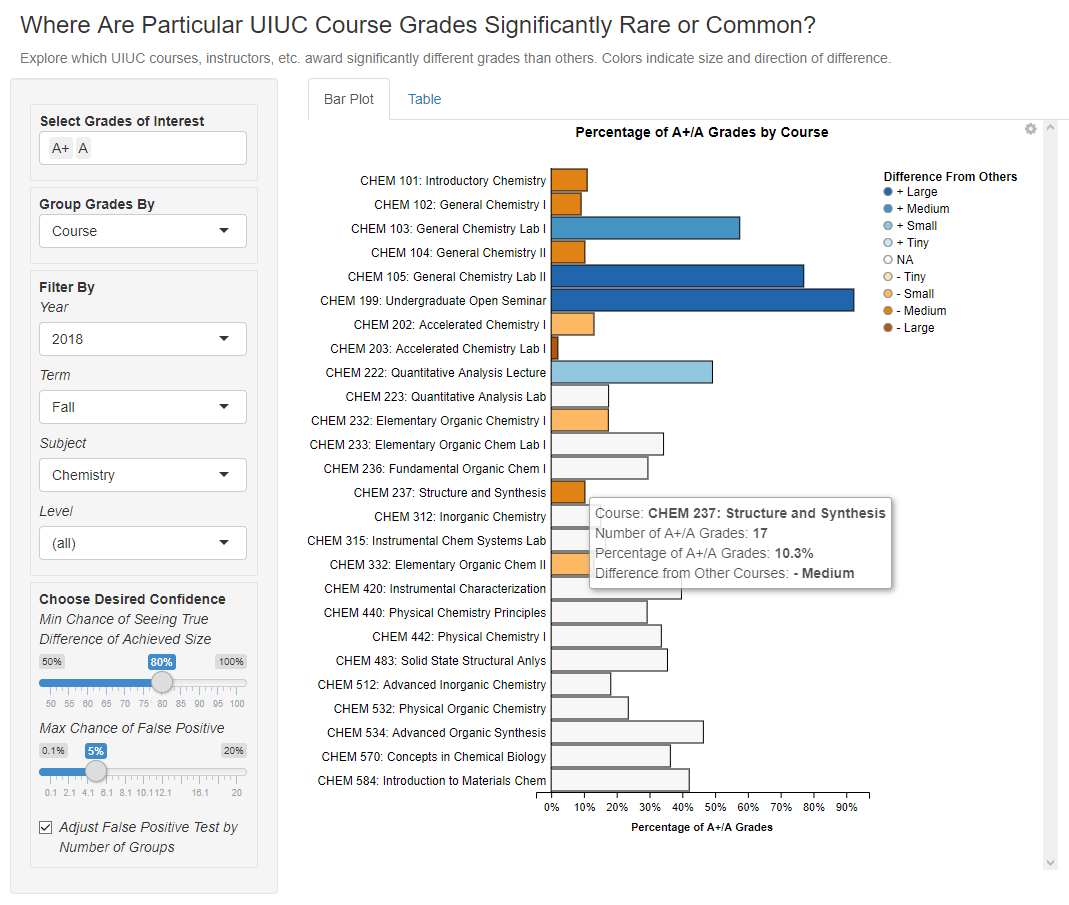 Where Are Particular UIUC Course Grades Significantly Rare or Common?
Explore which UIUC courses, instructors, etc. award significantly different grades than others. Colors indicate size and direction of difference.
Select Grades of Interest
A+ A
Group Grades By
Course
Filter By
Year
2018
Term
Fall
Subject
Chemistry
Level
(all)
Choose Desired Confidence
Min Chance of Seeing True
Difference of Achieved Size
50% 80% 100%
50 55 60 65 70 75 80 85 90 95 100
Max Chance of False Positive
0.1% 5% 20%
0.1 2.1 4.1 6.1 8.1 10.1 12.1 16.1 20
Adjust False Positive Test by
Number of Groups
Bar Plot Table
Percentage of A+/A Grades by Course
CHEM 101: Introductory Chemistry
CHEM 102: General Chemistry I
CHEM 103: General Chemistry Lab I
CHEM 104: General Chemistry II
CHEM 105: General Chemistry Lab II
CHEM 199: Undergraduate Open Seminar
CHEM 202: Accelerated Chemistry I
CHEM 203: Accelerated Chemistry Lab I
CHEM 222: Quantitative Analysis Lecture
CHEM 223: Quantitative Analysis Lab
CHEM 232: Elementary Organic Chemistry I
CHEM 233: Elementary Organic Chem Lab I
CHEM 236: Fundamental Organic Chem I
CHEM 237: Structure and Synthesis
CHEM 312: Inorganic Chemistry
CHEM 315: Instrumental Chem Systems Lab
CHEM 332: Elementary Organic Chem II
CHEM 420: Instrumental Characterization
CHEM 440: Physical Chemistry Principles
CHEM 442: Physical Chemistry I
CHEM 483: Solid State Structural Anlys
CHEM 512: Advanced Inorganic Chemistry
CHEM 532: Physical Organic Chemistry
CHEM 534: Advanced Organic Synthesis
CHEM 570: Concepts in Chemical Biology
CHEM 584: Introduction to Materials Chem
0% 10% 20% 30% 40% 50% 60% 70% 80% 90%
Percentage of A+/A Grades
Course: CHEM 237: Structure and Synthesis
Number of A+/A Grades: 17
Percentage of A+/A Grades: 10.3%
Difference from Other Courses: - Medium
Difference From Others
+ Large
+ Medium
+ Small
+ Tiny
NA
- Tiny
- Small
- Medium
- Large